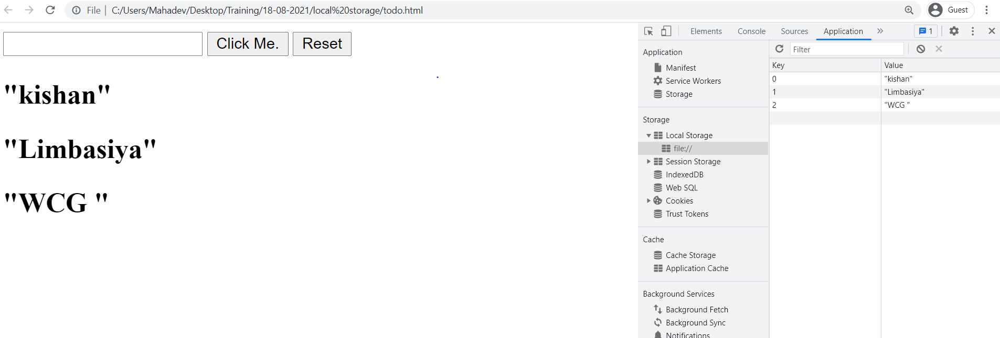 File | C:/Users/Mahadev/Desktop/Training/18-08-2021/local%20storage/todo.html
Guest
Click Me.
Reset
"kishan"
"Limbasiya"
"WCG "
Elements Console Sources Application 1
Application
Manifest
Service Workers
Storage
Storage
Local Storage
file://
Session Storage
IndexedDB
Web SQL
Cookies
Trust Tokens
Cache
Cache Storage
Application Cache
Background Services
Background Fetch
Background Sync
Notifications
Filter
Key Value
0 "kishan"
1 "Limbasiya"
2 "WCG "